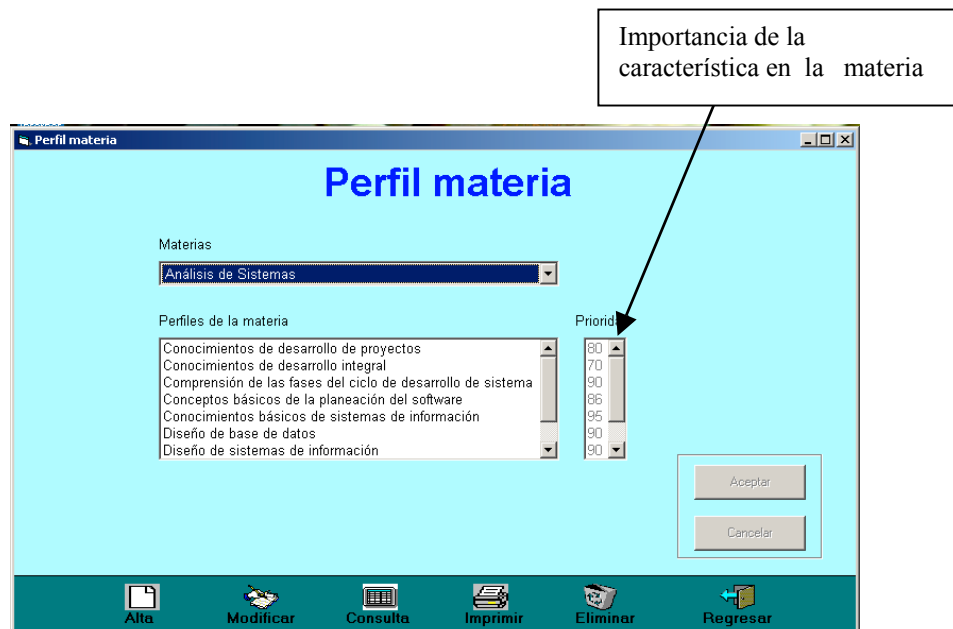 Importancia de la
característica en la materia
Perfil materia
Perfil materia
Materias
Análisis de Sistemas
Perfiles de la materia
Conocimientos de desarrollo de proyectos
Conocimientos de desarrollo integral
Comprensión de las fases del ciclo de desarrollo de sistema
Conceptos básicos de la planeación del software
Conocimientos básicos de sistemas de información
Diseño de base de datos
Diseño de sistemas de información
80
70
90
86
95
90
90
Aceptar
Cancelar
Alta Modificar Consulta Imprimir Eliminar Regresar